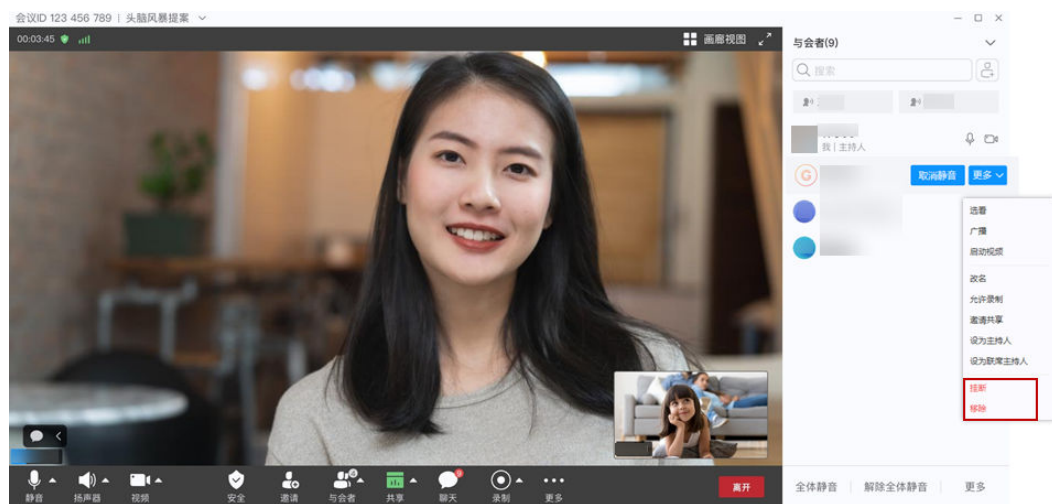 会议ID 123 456 789 | 头脑风暴提案
00:03:45
画廊视图
与会者(9)
搜索
我 | 主持人
取消静音 更多
选看
广播
启动视频
改名
允许录制
邀请共享
设为主持人
设为联席主持人
挂断
移除
静音 扬声器 视频 安全 邀请 与会者 共享 聊天 录制 更多 离开
全体静音 | 解除全体静音 | 更多